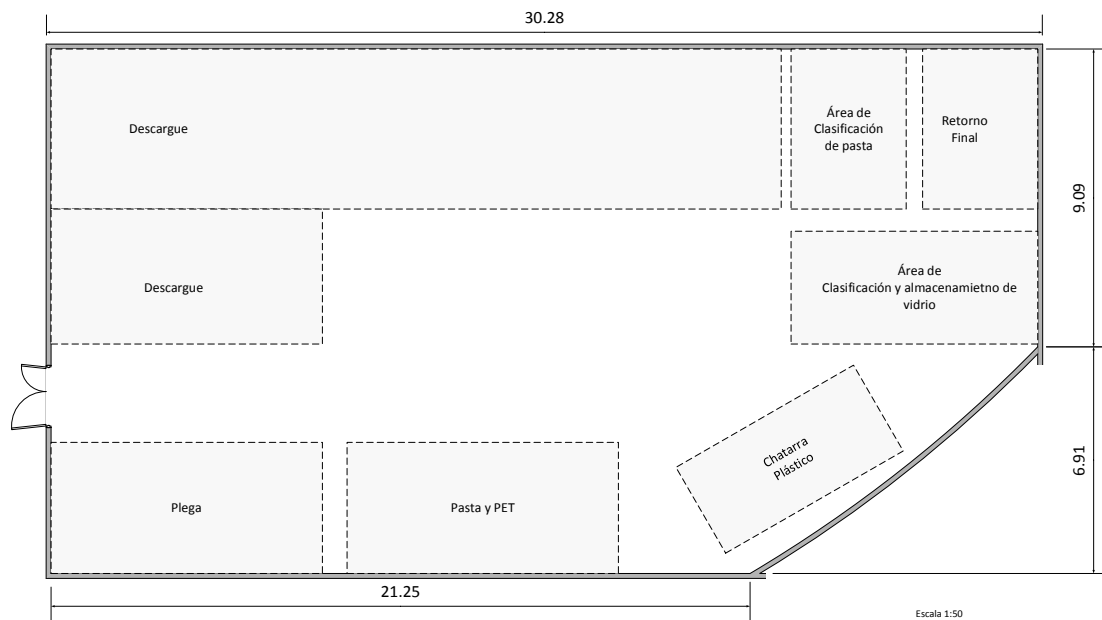 30.28
Descargue
Área de
Clasificación
de pasta
Retorno
Final
9.09
Descargue
Área de
Clasificación y almacenamietno de
vidrio
Chatarra
Plástico
6.91
Plega
Pasta y PET
21.25
Escala 1:50